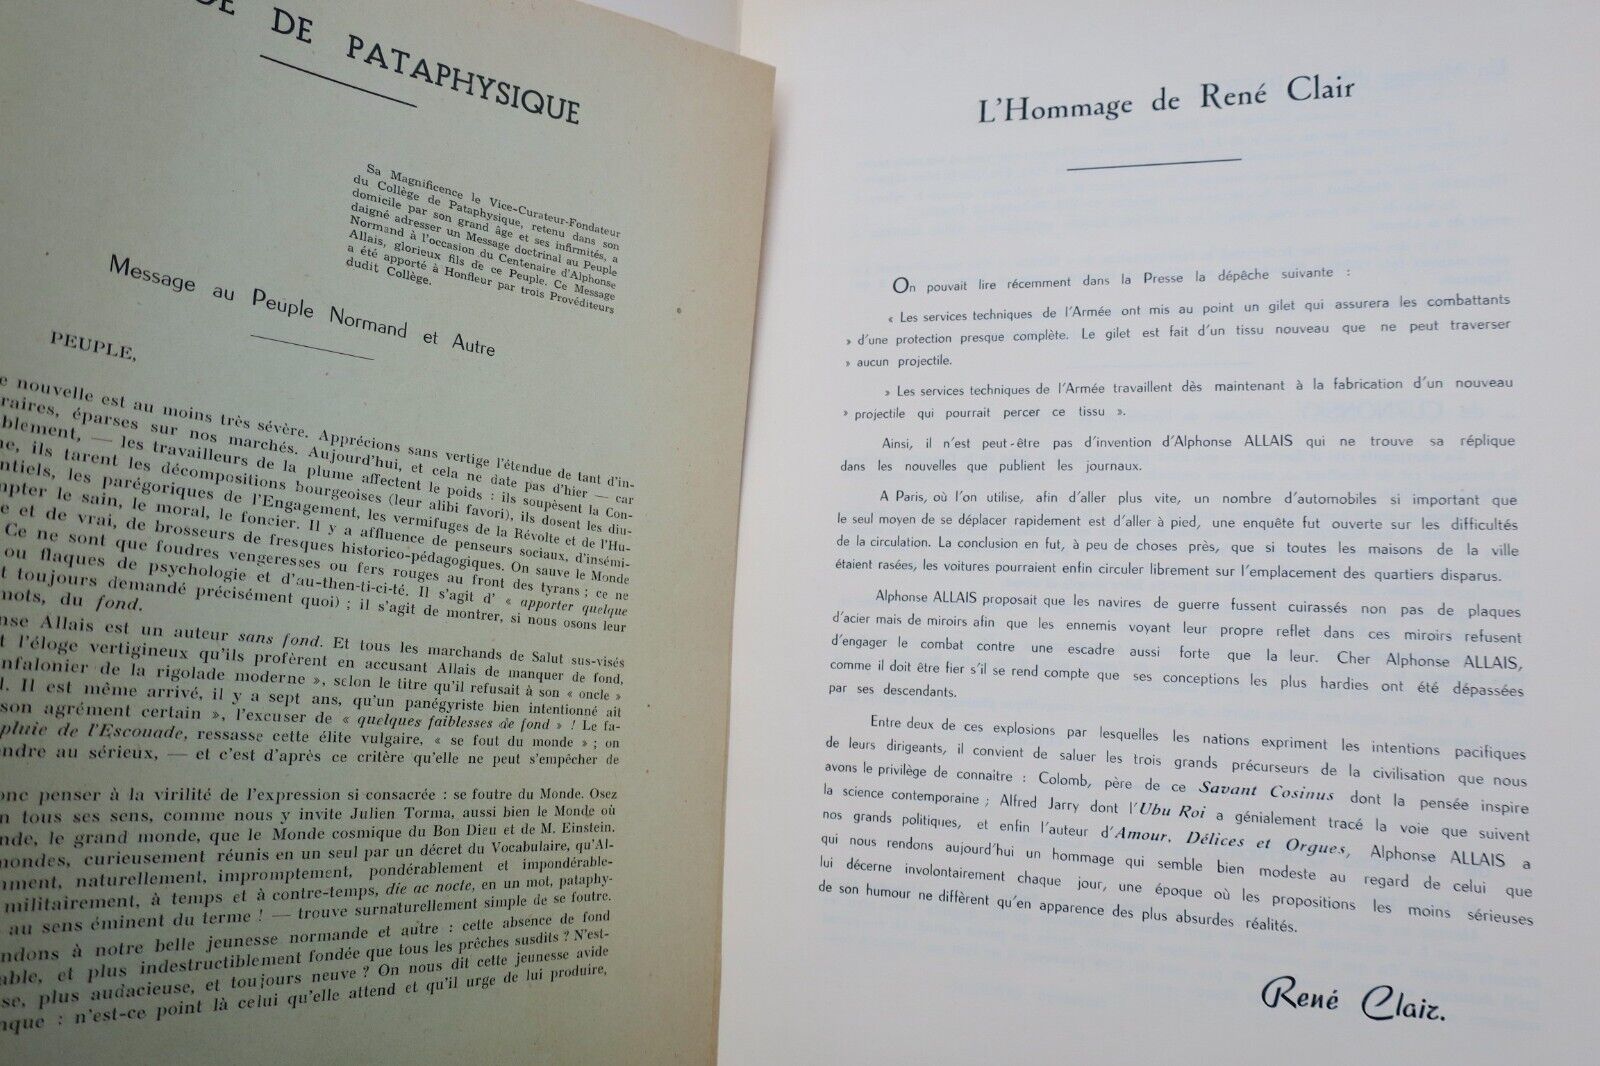 DE PATAPHYSIQUE
Sa Magnificence le Vice-Curateur-Fondateur
du Collège de Pataphysique, retenu dans son
domicile par son grand âge et ses infirmités, a
daigné adresser un Message doctrinal au Peuple
Normand à l'occasion du Centenaire d'Alphonse
Allais, glorieux fils de ce Peuple. Ce Message
a été apporté à Honfleur par trois Provéditeurs
dudit Collège.
Message au Peuple Normand et Autre
PEUPLE,
nouvelle est au moins très sévère. Apprécions sans vertige l'étendue de tant d'in-
raires, éparses sur nos marchés. Aujourd'hui, et cela ne date pas d'hier — car
blement, — les travailleurs de la plume affectent le poids : ils soupèsent la Con-
ils tarent les décompositions bourgeoises (leur alibi favori), ils dosent les diu-
ntiels, les parégoriques de l'Engagement, les vermifuges de la Révolte et de l'Hu-
mpter le sain, le moral, le foncier. Il y a affluence de penseurs sociaux, d'insémi-
et de vrai, de brosseurs de fresques historico-pédagogiques. On sauve le Monde
Ce ne sont que foudres vengeresses ou fers rouges au front des tyrans ; ce ne
ou flaques de psychologie et d'au-then-ti-ci-té. Il s'agit d' « apporter quelque
t toujours demandé précisément quoi) ; il s'agit de montrer, si nous osons leur
mots, du fond.
nse Allais est un auteur sans fond. Et tous les marchands de Salut sus-visés
t l'éloge vertigineux qu'ils profèrent en accusant Allais de manquer de fond,
nfalonier de la rigolade moderne », selon le titre qu'il refusait à son « oncle »
l. Il est même arrivé, il y a sept ans, qu'un panégyriste bien intentionné ait
son agrément certain », l'excuser de « quelques faiblesses de fond » ! Le fa-
pluie de l'Escouade, ressasse cette élite vulgaire, « se fout du monde » ; on
endre au sérieux, — et c'est d'après ce critère qu'elle ne peut s'empêcher de
onc penser à la virilité de l'expression si consacrée : se foutre du Monde. Osez
n tous ses sens, comme nous y invite Julien Torma, aussi bien le Monde où
nde, le grand monde, que le Monde cosmique du Bon Dieu et de M. Einstein.
mondes, curieusement réunis en un seul par un décret du Vocabulaire, qu'Al-
mment, naturellement, impromptement, pondérablement et impondérable-
militairement, à temps et à contre-temps, die ac nocte, en un mot, pataphy-
au sens éminent du terme ! — trouve surnaturellement simple de se foutre.
ndons à notre belle jeunesse normande et autre : cette absence de fond
able, et plus indestructiblement fondée que tous les prêches susdits ? N'est-
se, plus audacieuse, et toujours neuve ? On nous dit cette jeunesse avide
nque : n'est-ce point là celui qu'elle attend et qu'il urge de lui produire,
L'Hommage de René Clair
On pouvait lire récemment dans la Presse la dépêche suivante :
« Les services techniques de l'Armée ont mis au point un gilet qui assurera les combattants
» d'une protection presque complète. Le gilet est fait d'un tissu nouveau que ne peut traverser
» aucun projectile.
» Les services techniques de l'Armée travaillent dès maintenant à la fabrication d'un nouveau
» projectile qui pourrait percer ce tissu ».
Ainsi, il n'est peut-être pas d'invention d'Alphonse ALLAIS qui ne trouve sa réplique
dans les nouvelles que publient les journaux.
A Paris, où l'on utilise, afin d'aller plus vite, un nombre d'automobiles si important que
le seul moyen de se déplacer rapidement est d'aller à pied, une enquête fut ouverte sur les difficultés
de la circulation. La conclusion en fut, à peu de choses près, que si toutes les maisons de la ville
étaient rasées, les voitures pourraient enfin circuler librement sur l'emplacement des quartiers disparus.
Alphonse ALLAIS proposait que les navires de guerre fussent cuirassés non pas de plaques
d'acier mais de miroirs afin que les ennemis voyant leur propre reflet dans ces miroirs refusent
d'engager le combat contre une escadre aussi forte que la leur. Cher Alphonse ALLAIS,
comme il doit être fier s'il se rend compte que ses conceptions les plus hardies ont été dépassées
par ses descendants.
Entre deux de ces explosions par lesquelles les nations expriment les intentions pacifiques
de leurs dirigeants, il convient de saluer les trois grands précurseurs de la civilisation que nous
avons le privilège de connaitre : Colomb, père de ce Savant Cosinus dont la pensée inspire
la science contemporaine ; Alfred Jarry dont l'Ubu Roi a génialement tracé la voie que suivent
nos grands politiques, et enfin l'auteur d'Amour, Délices et Orgues, Alphonse ALLAIS a
qui nous rendons aujourd'hui un hommage qui semble bien modeste au regard de celui que
lui décerne involontairement chaque jour, une époque où les propositions les moins sérieuses
de son humour ne diffèrent qu'en apparence des plus absurdes réalités.
René Clair.